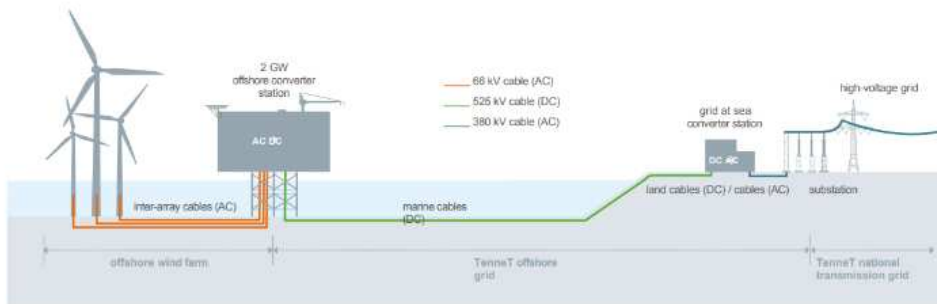 2 GW
offshore converter
station
66 kV cable (AC)
525 kV cable (DC)
380 kV cable (AC)
high-voltage grid
grid at sea
converter station
AC DC
DC AC
inter-array cables (AC)
marine cables
(DC)
land cables (DC) / cables (AC)
substation
offshore wind farm
TenneT offshore
grid
TenneT national
transmission grid